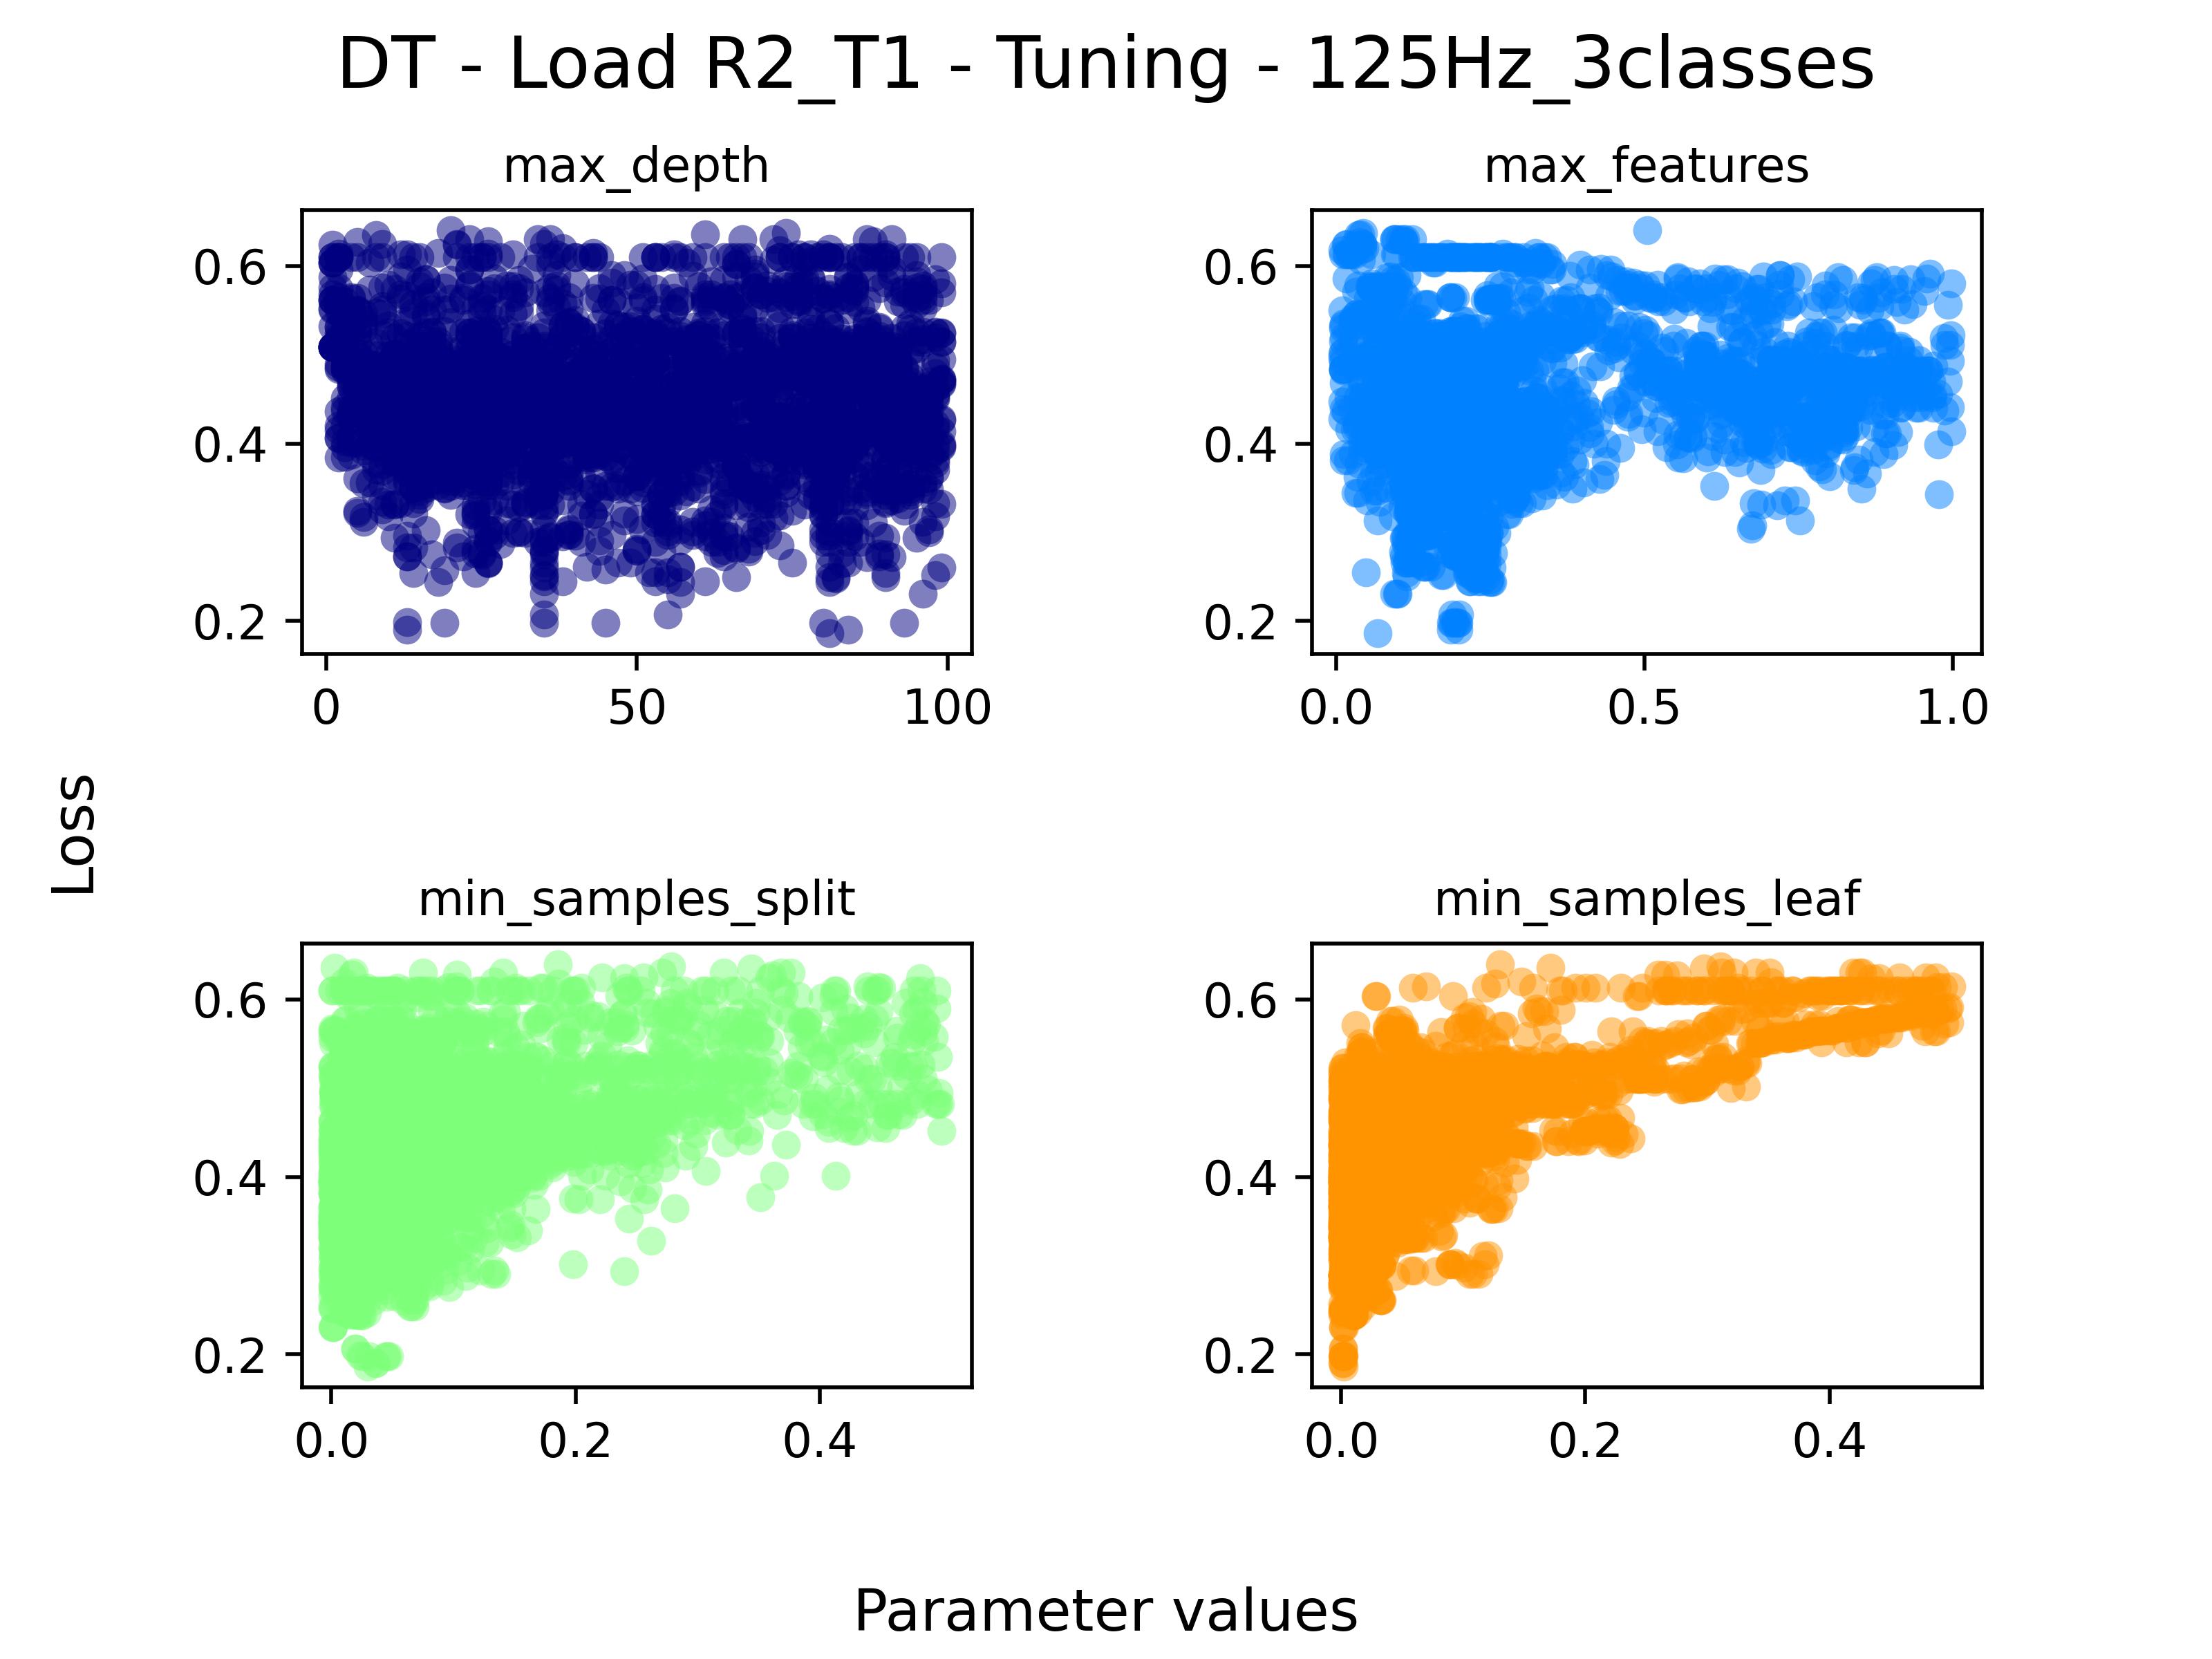 DT - Load R2_T1 - Tuning - 125Hz_3classes
max_depth
0.6
0.4
0.2
0 50 100
max_features
0.6
0.4
0.2
0.0 0.5 1.0
Loss
min_samples_split
0.6
0.4
0.2
0.0 0.2 0.4
min_samples_leaf
0.6
0.4
0.2
0.0 0.2 0.4
Parameter values